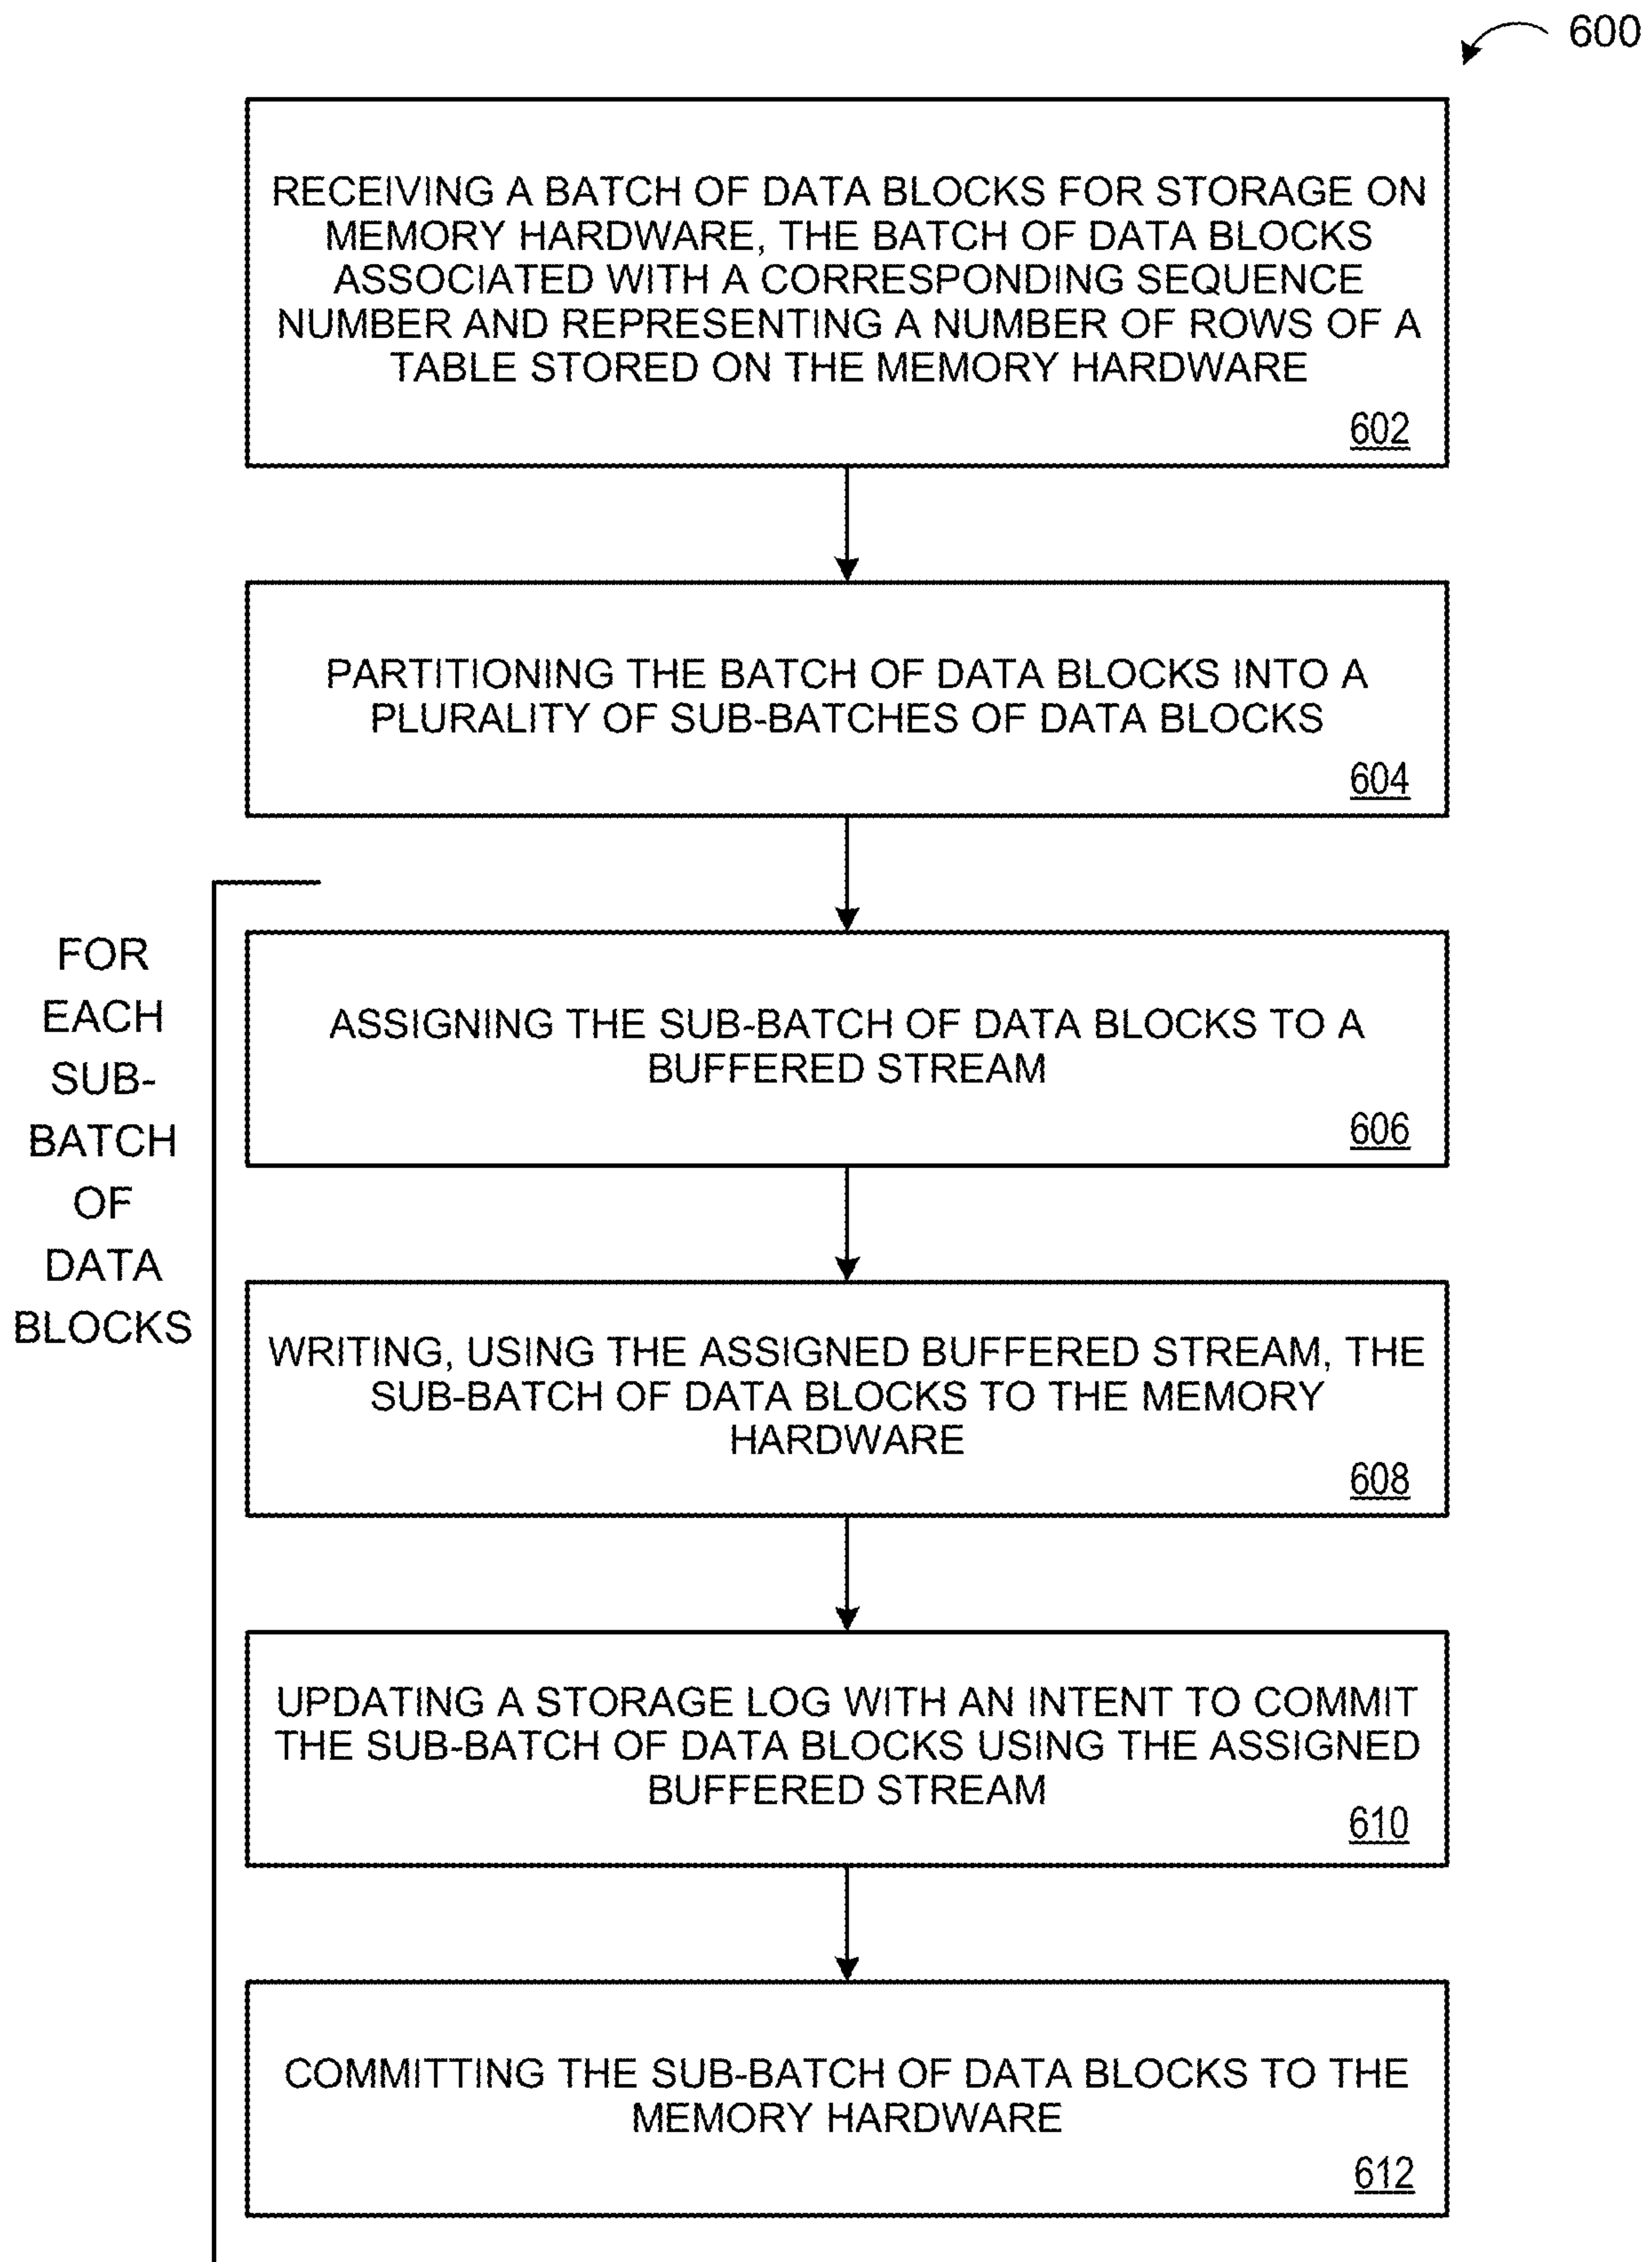 600
RECEIVING A BATCH OF DATA BLOCKS FOR STORAGE ON
MEMORY HARDWARE, THE BATCH OF DATA BLOCKS
ASSOCIATED WITH A CORRESPONDING SEQUENCE
NUMBER AND REPRESENTING A NUMBER OF ROWS OF A
TABLE STORED ON THE MEMORY HARDWARE
602
PARTITIONING THE BATCH OF DATA BLOCKS INTO A
PLURALITY OF SUB-BATCHES OF DATA BLOCKS
604
FOR
EACH
SUB-
BATCH
OF
DATA
BLOCKS
ASSIGNING THE SUB-BATCH OF DATA BLOCKS TO A
BUFFERED STREAM
606
WRITING, USING THE ASSIGNED BUFFERED STREAM, THE
SUB-BATCH OF DATA BLOCKS TO THE MEMORY
HARDWARE
608
UPDATING A STORAGE LOG WITH AN INTENT TO COMMIT
THE SUB-BATCH OF DATA BLOCKS USING THE ASSIGNED
BUFFERED STREAM
610
COMMITTING THE SUB-BATCH OF DATA BLOCKS TO THE
MEMORY HARDWARE
612